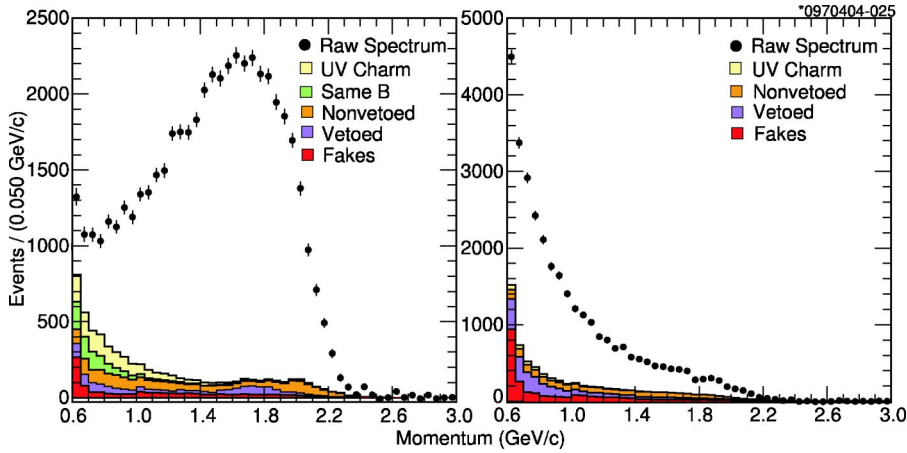 *0970404-025
2500
2000
1500
1000
500
0
Events / (0.050 GeV/c)
Raw Spectrum
UV Charm
Same B
Nonvetoed
Vetoed
Fakes
0.6 1.0 1.4 1.8 2.2 2.6 3.0
5000
4000
3000
2000
1000
0
Raw Spectrum
UV Charm
Nonvetoed
Vetoed
Fakes
0.6 1.0 1.4 1.8 2.2 2.6 3.0
Momentum (GeV/c)